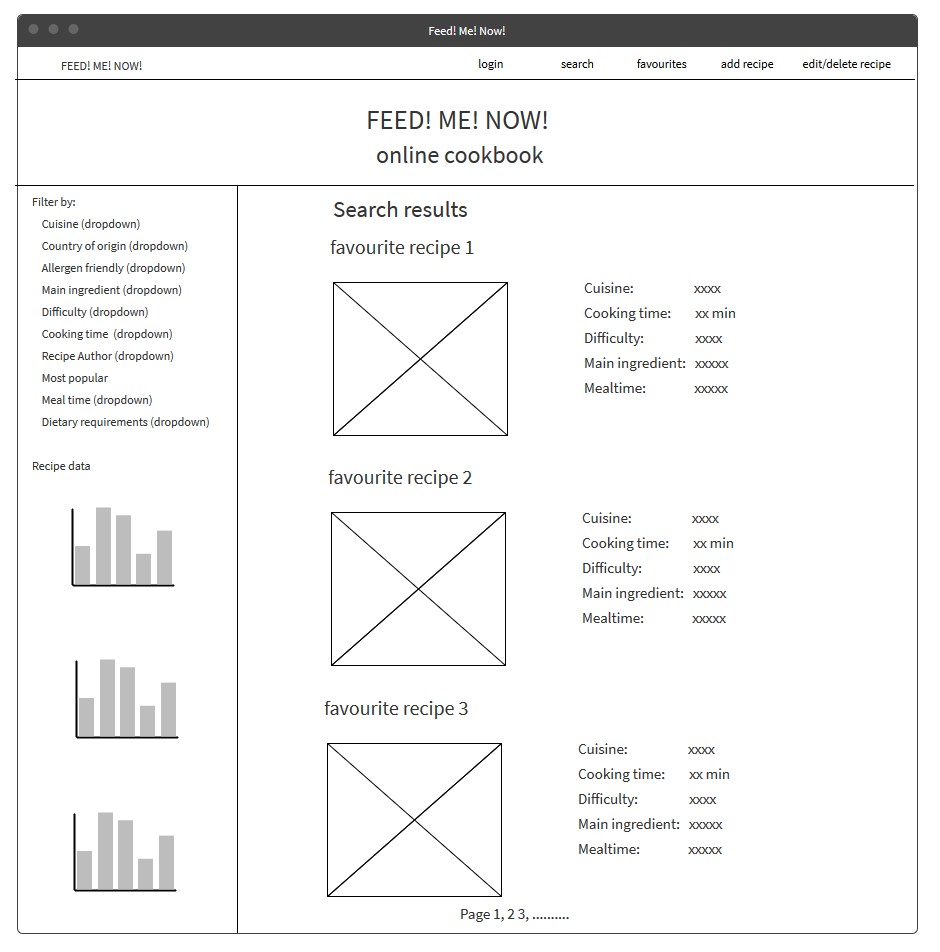 Feed! Me! Now!
FEED! ME! NOW! login search favourites add recipe edit/delete recipe
FEED! ME! NOW!
online cookbook
Filter by:
Cuisine (dropdown)
Country of origin (dropdown)
Allergen friendly (dropdown)
Main ingredient (dropdown)
Difficulty (dropdown)
Cooking time (dropdown)
Recipe Author (dropdown)
Most popular
Meal time (dropdown)
Dietary requirements (dropdown)
Recipe data
Search results
favourite recipe 1
Cuisine: xxxx
Cooking time: xx min
Difficulty: xxxx
Main ingredient: xxxxx
Mealtime: xxxxx
favourite recipe 2
Cuisine: xxxx
Cooking time: xx min
Difficulty: xxxx
Main ingredient: xxxxx
Mealtime: xxxxx
favourite recipe 3
Cuisine: xxxx
Cooking time: xx min
Difficulty: xxxx
Main ingredient: xxxxx
Mealtime: xxxxx
Page 1, 2 3, ..........